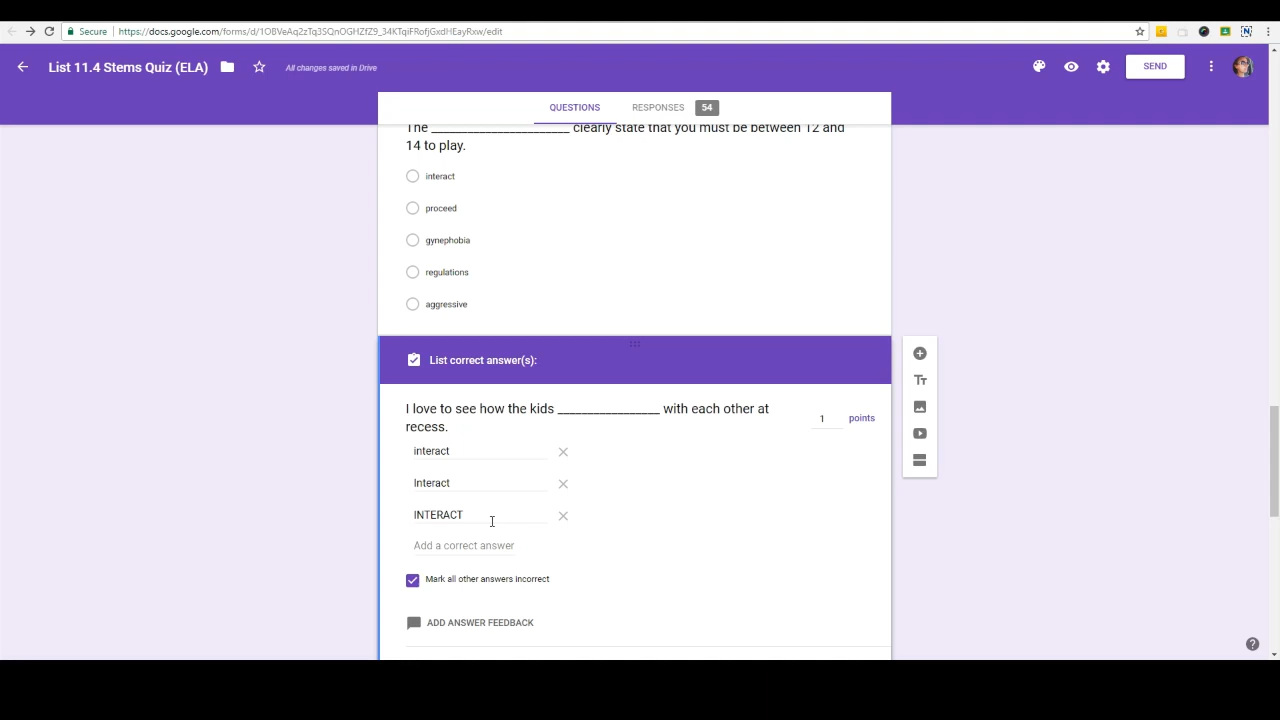 Secure https://docs.google.com/forms/d/1OBVeAq2zTq3SQnOGHZfZ9_34KTqiFRofjGxdHEayRxw/edit
List 11.4 Stems Quiz (ELA) All changes saved in Drive SEND
QUESTIONS RESPONSES 54
The ______________________ clearly state that you must be between 12 and
14 to play.
interact
proceed
gynephobia
regulations
aggressive
List correct answer(s):
I love to see how the kids _________________ with each other at
recess.
1 points
interact
Interact
INTERACT
Add a correct answer
Mark all other answers incorrect
ADD ANSWER FEEDBACK